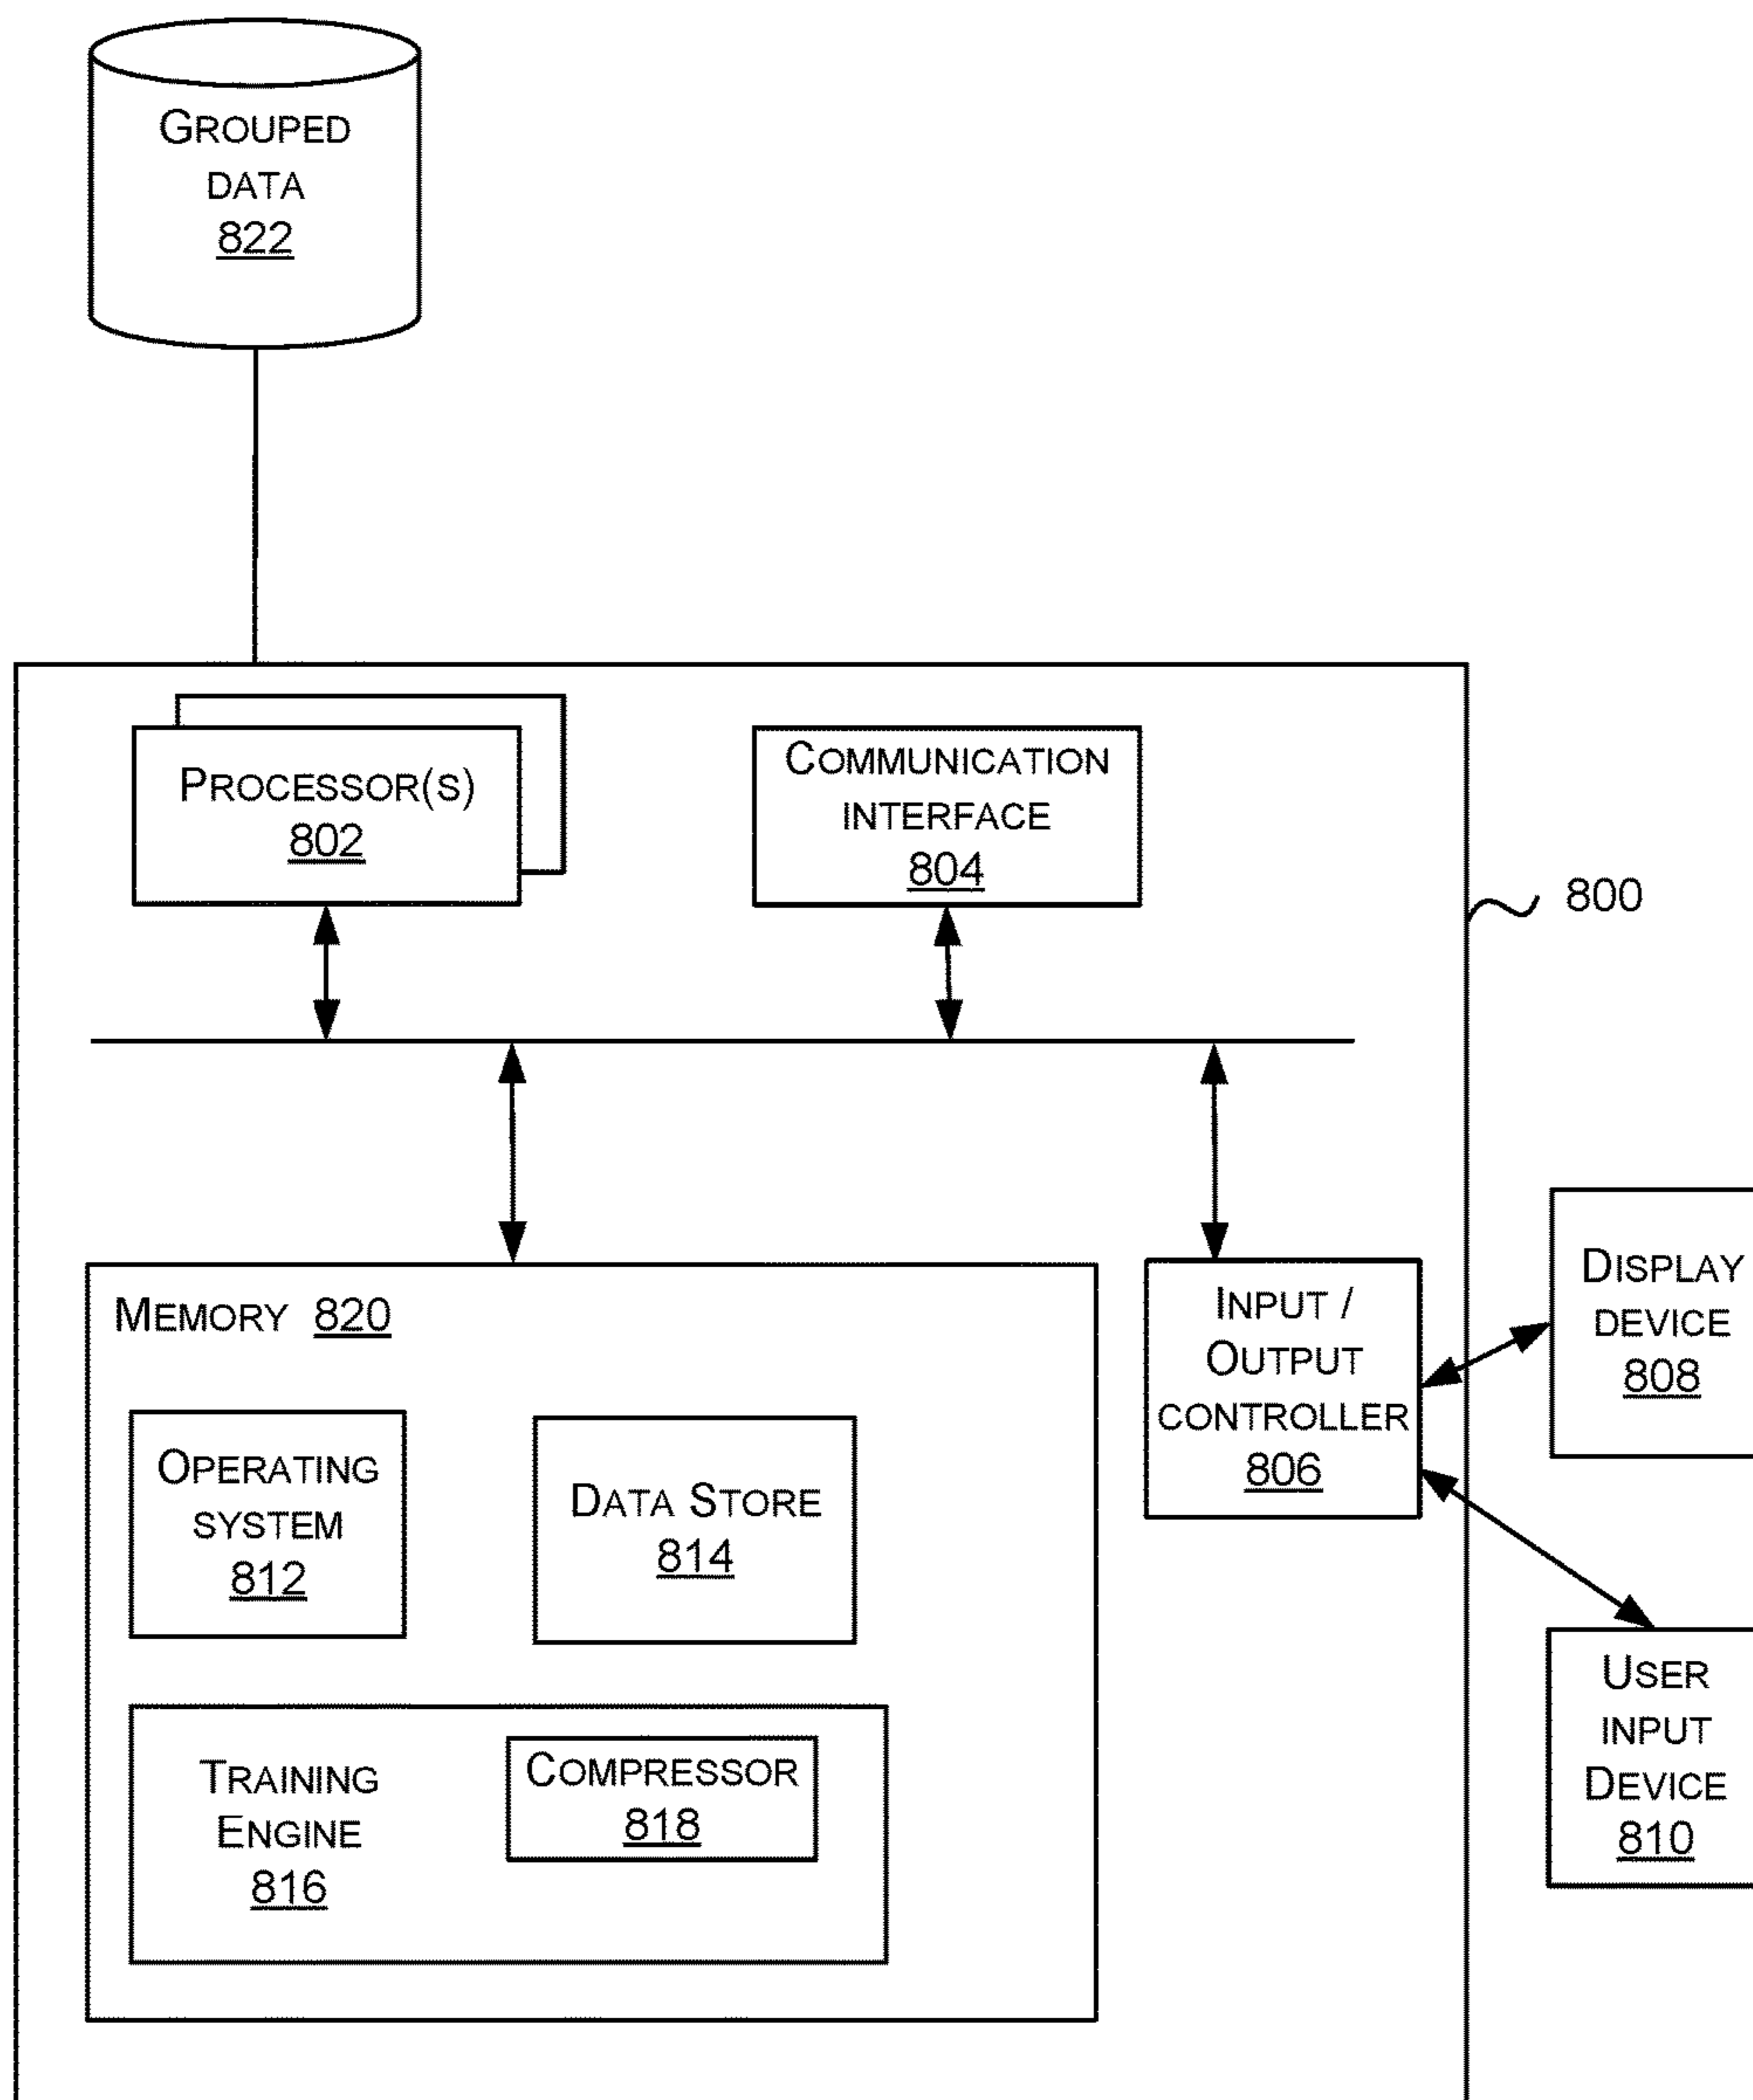 GROUPED
DATA
822
PROCESSOR(S)
802
COMMUNICATION
INTERFACE
804
800
MEMORY 820
OPERATING
SYSTEM
812
DATA STORE
814
TRAINING
ENGINE
816
COMPRESSOR
818
INPUT /
OUTPUT
CONTROLLER
806
DISPLAY
DEVICE
808
USER
INPUT
DEVICE
810